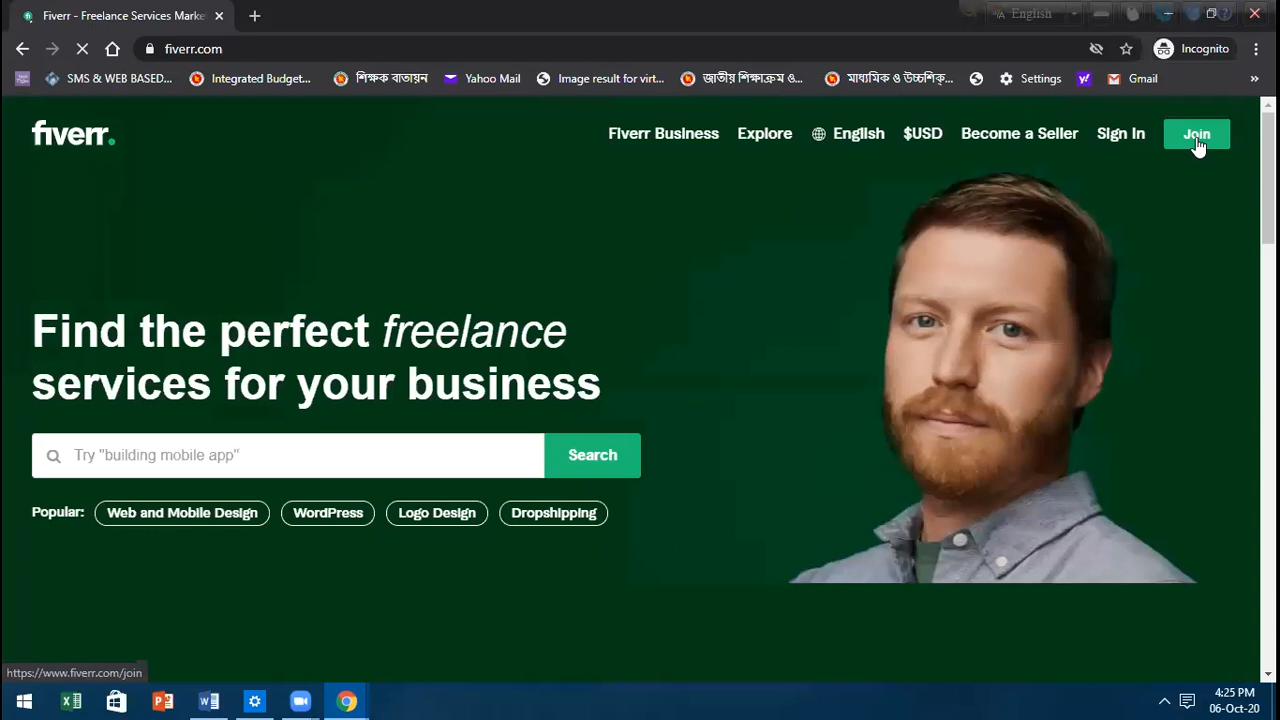 Fiverr - Freelance Services Marke
English
fiverr.com
Incognito
SMS & WEB BASED...
Integrated Budget...
শিক্ষক বাতায়ন
Yahoo Mail
Image result for virt...
জাতীয় শিক্ষাক্রম ও...
মাধ্যমিক ও উচ্চশিক্...
Settings
Gmail
»
fiverr.
Fiverr Business
Explore
English
$USD
Become a Seller
Sign In
Join
Find the perfect freelance
services for your business
Try "building mobile app"
Search
Popular:
Web and Mobile Design
WordPress
Logo Design
Dropshipping
https://www.fiverr.com/join
4:25 PM
06-Oct-20